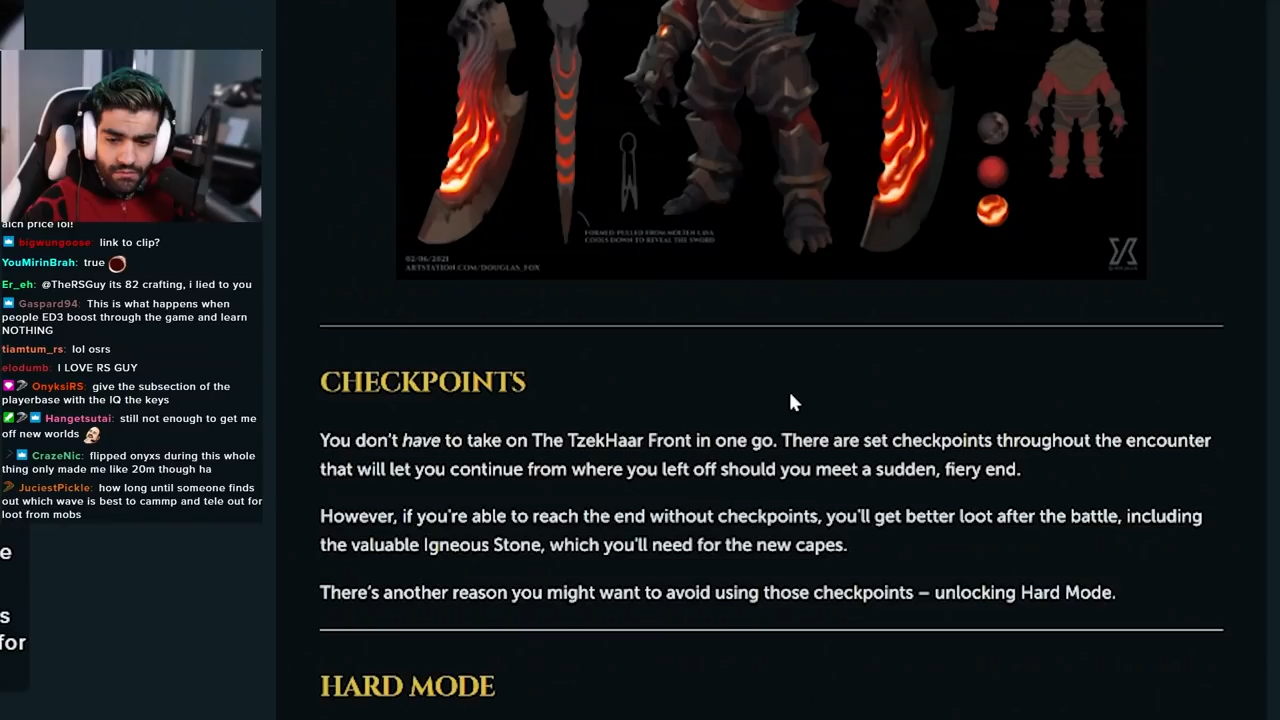 FORMED PULLED FROM MOLTEN LAVA
COOLS DOWN TO REVEAL THE SWORD
02/06/2021
ARTSTATION.COM/DOUGLAS_FOX
aich price lol!
bigwungoose: link to clip?
YouMirinBrah: true
Er_eh: @TheRSGuy its 82 crafting, i lied to you
Gaspard94: This is what happens when
people ED3 boost through the game and learn
NOTHING
tiamtum_rs: lol osrs
elodumb: I LOVE RS GUY
OnyksiRS: give the subsection of the
playerbase with the IQ the keys
Hangetsutai: still not enough to get me
off new worlds
CrazeNic: flipped onyxs during this whole
thing only made me like 20m though ha
JuciestPickle: how long until someone finds
out which wave is best to cammp and tele out for
loot from mobs
e
s
for
CHECKPOINTS
You don't have to take on The TzekHaar Front in one go. There are set checkpoints throughout the encounter
that will let you continue from where you left off should you meet a sudden, fiery end.
However, if you're able to reach the end without checkpoints, you'll get better loot after the battle, including
the valuable Igneous Stone, which you'll need for the new capes.
There's another reason you might want to avoid using those checkpoints – unlocking Hard Mode.
HARD MODE